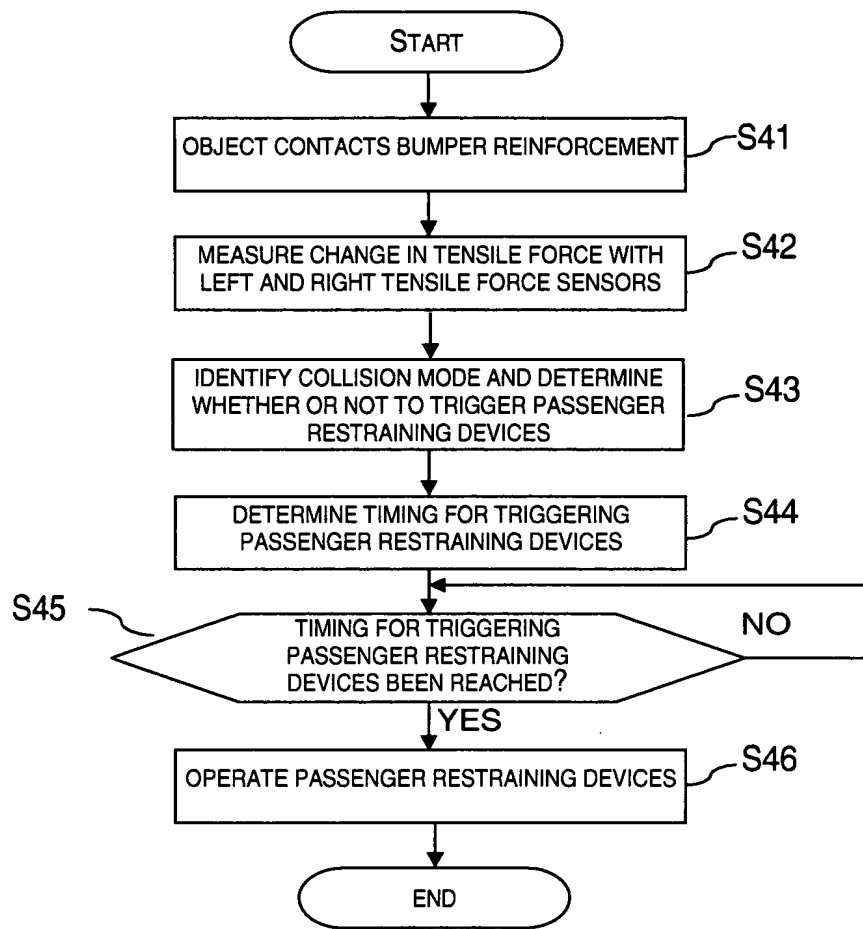 START
OBJECT CONTACTS BUMPER REINFORCEMENT
S41
MEASURE CHANGE IN TENSILE FORCE WITH
LEFT AND RIGHT TENSILE FORCE SENSORS
S42
IDENTIFY COLLISION MODE AND DETERMINE
WHETHER OR NOT TO TRIGGER PASSENGER
RESTRAINING DEVICES
S43
DETERMINE TIMING FOR TRIGGERING
PASSENGER RESTRAINING DEVICES
S44
S45
TIMING FOR TRIGGERING
PASSENGER RESTRAINING
DEVICES BEEN REACHED?
NO
YES
OPERATE PASSENGER RESTRAINING DEVICES
S46
END